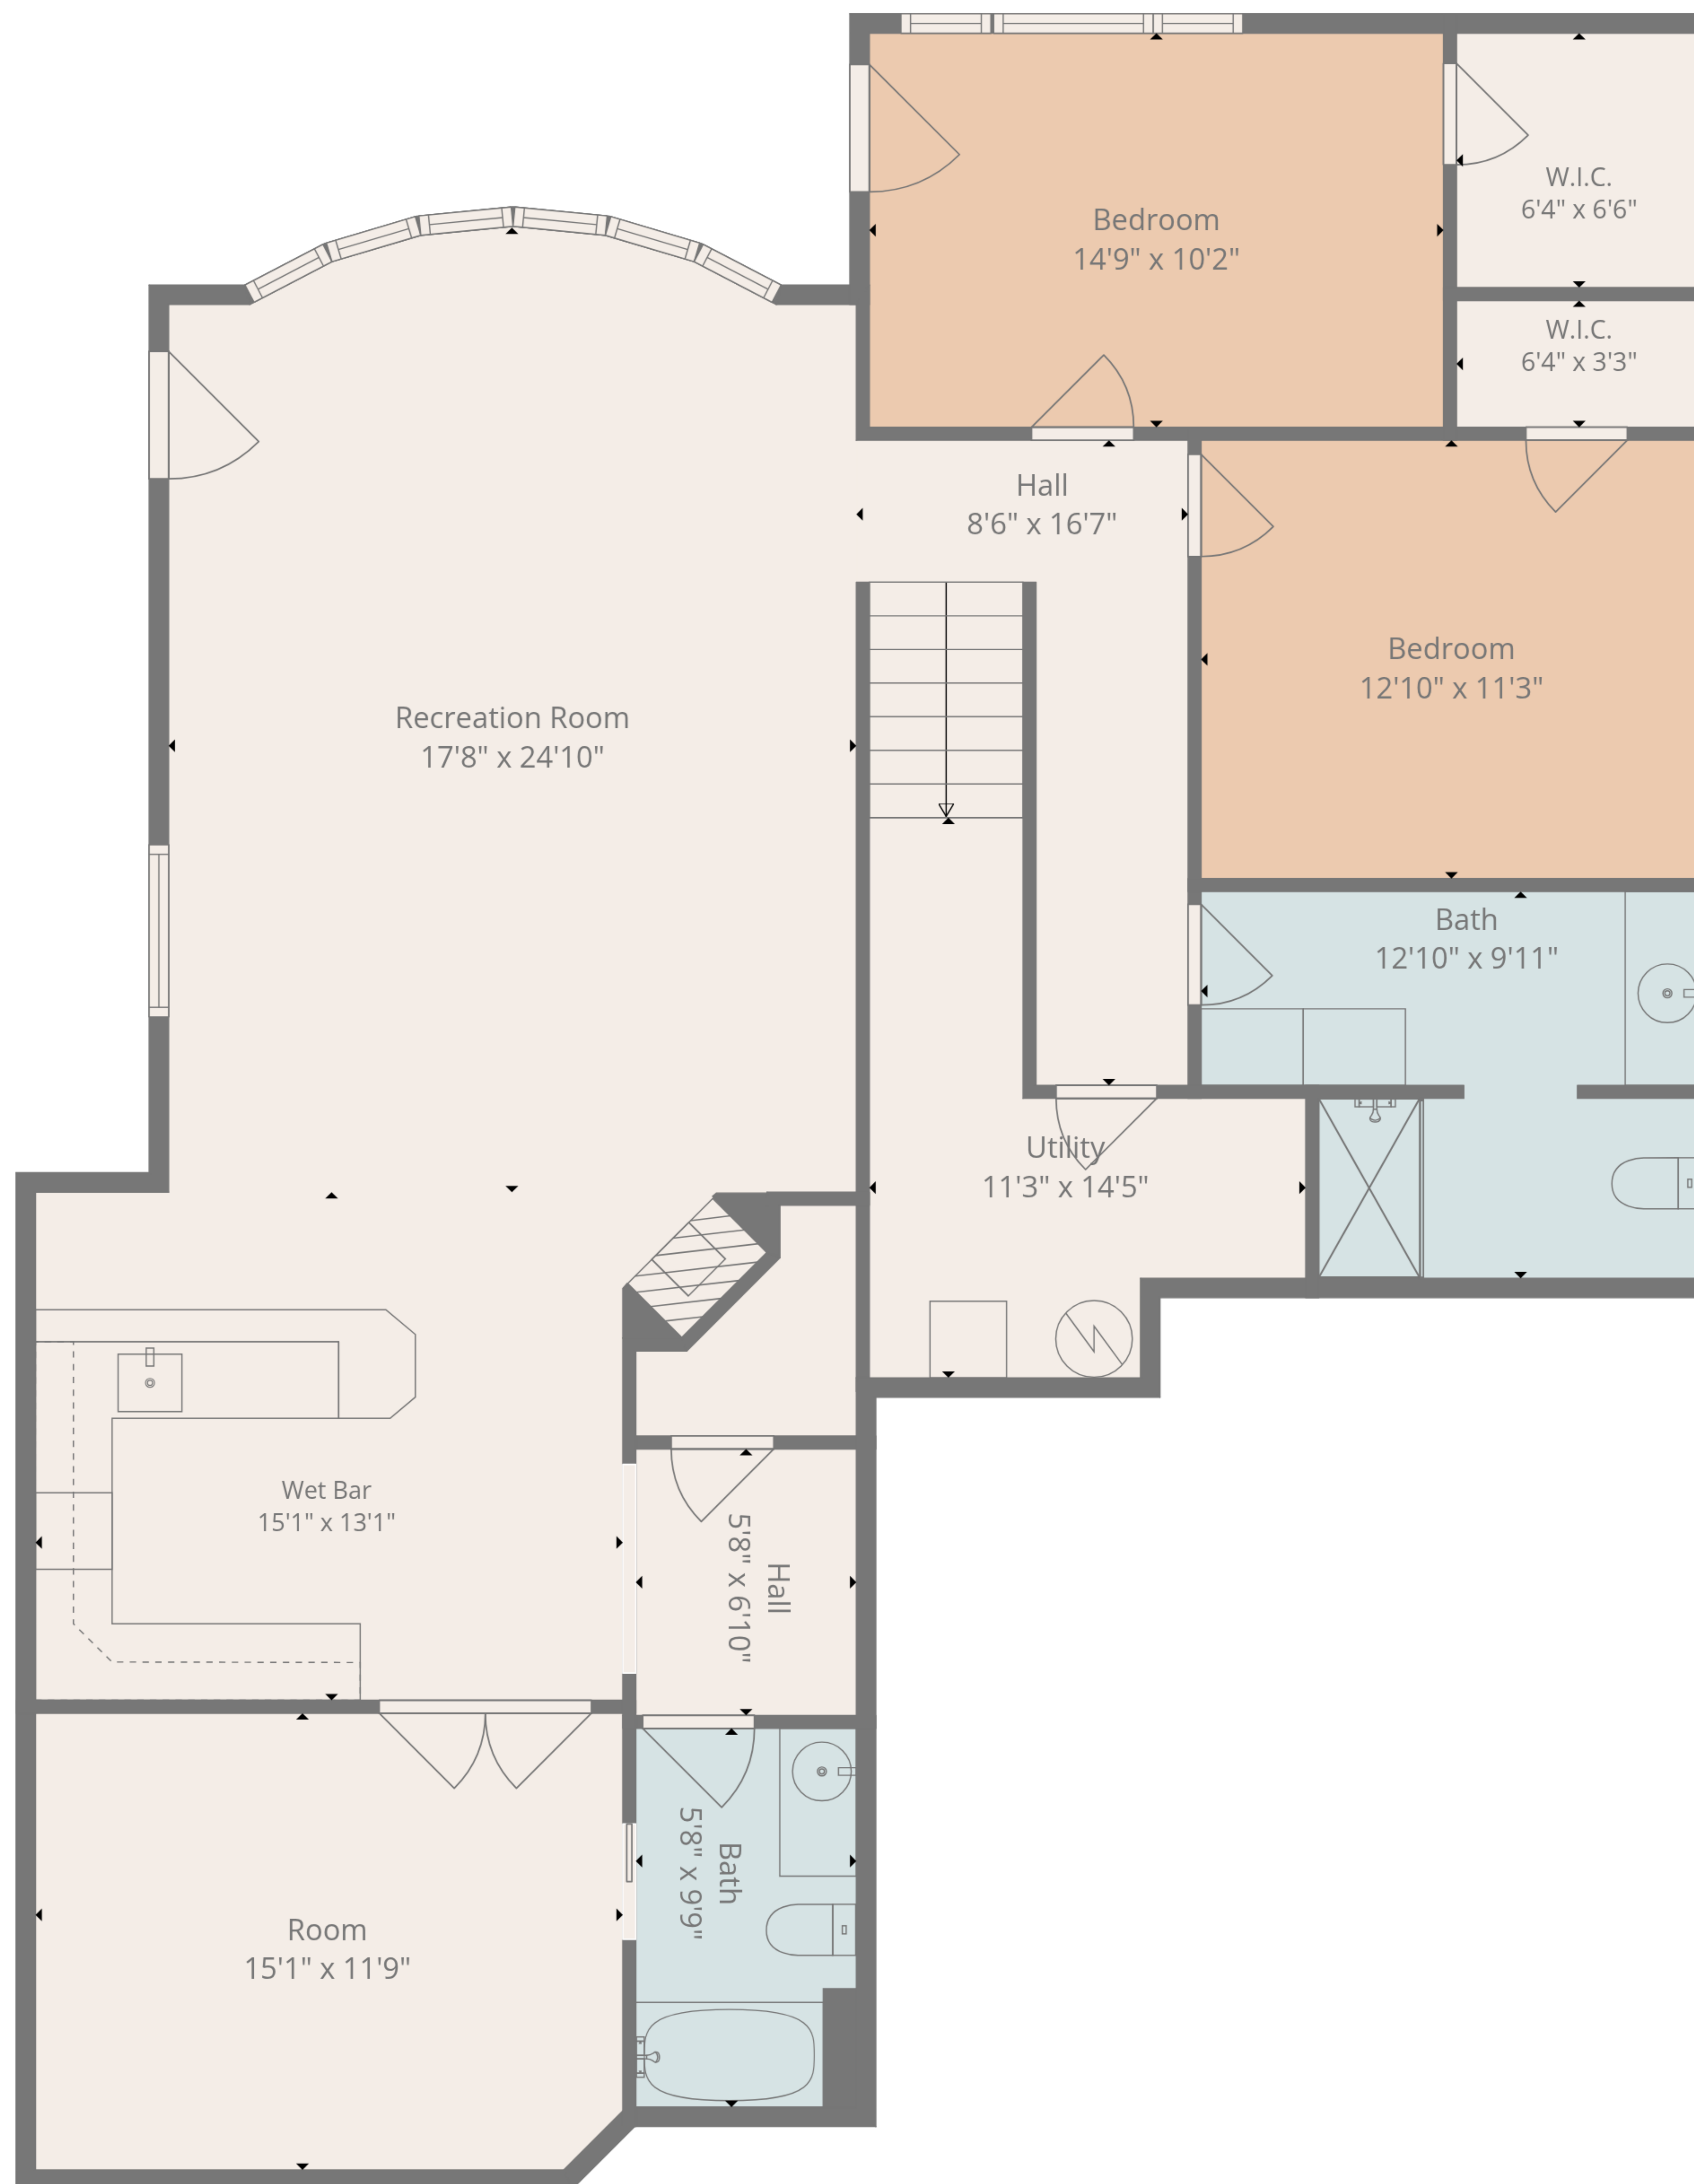 Bedroom
14'9" x 10'2"
W.I.C.
6'4" x 6'6"
W.I.C.
6'4" x 3'3"
Hall
8'6" x 16'7"
Bedroom
12'10" x 11'3"
Recreation Room
17'8" x 24'10"
Bath
12'10" x 9'11"
Utility
11'3" x 14'5"
Wet Bar
15'1" x 13'1"
Hall
5'8" x 6'10"
Bath
5'8" x 9'9"
Room
15'1" x 11'9"